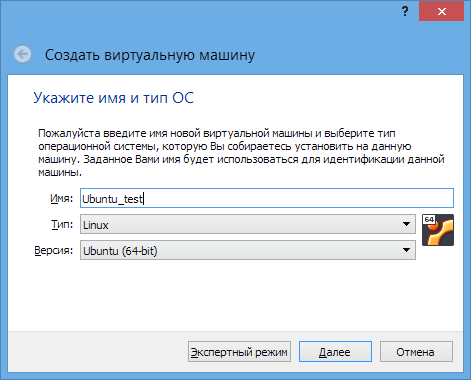 ?
Создать виртуальную машину
Укажите имя и тип ОС
Пожалуйста введите имя новой виртуальной машины и выберите тип
операционной системы, которую Вы собираетесь установить на данную
машину. Заданное Вами имя будет использоваться для идентификации данной
машины.
Имя: Ubuntu_test
Тип: Linux
64
Версия: Ubuntu (64-bit)
Экспертный режим Далее Отмена